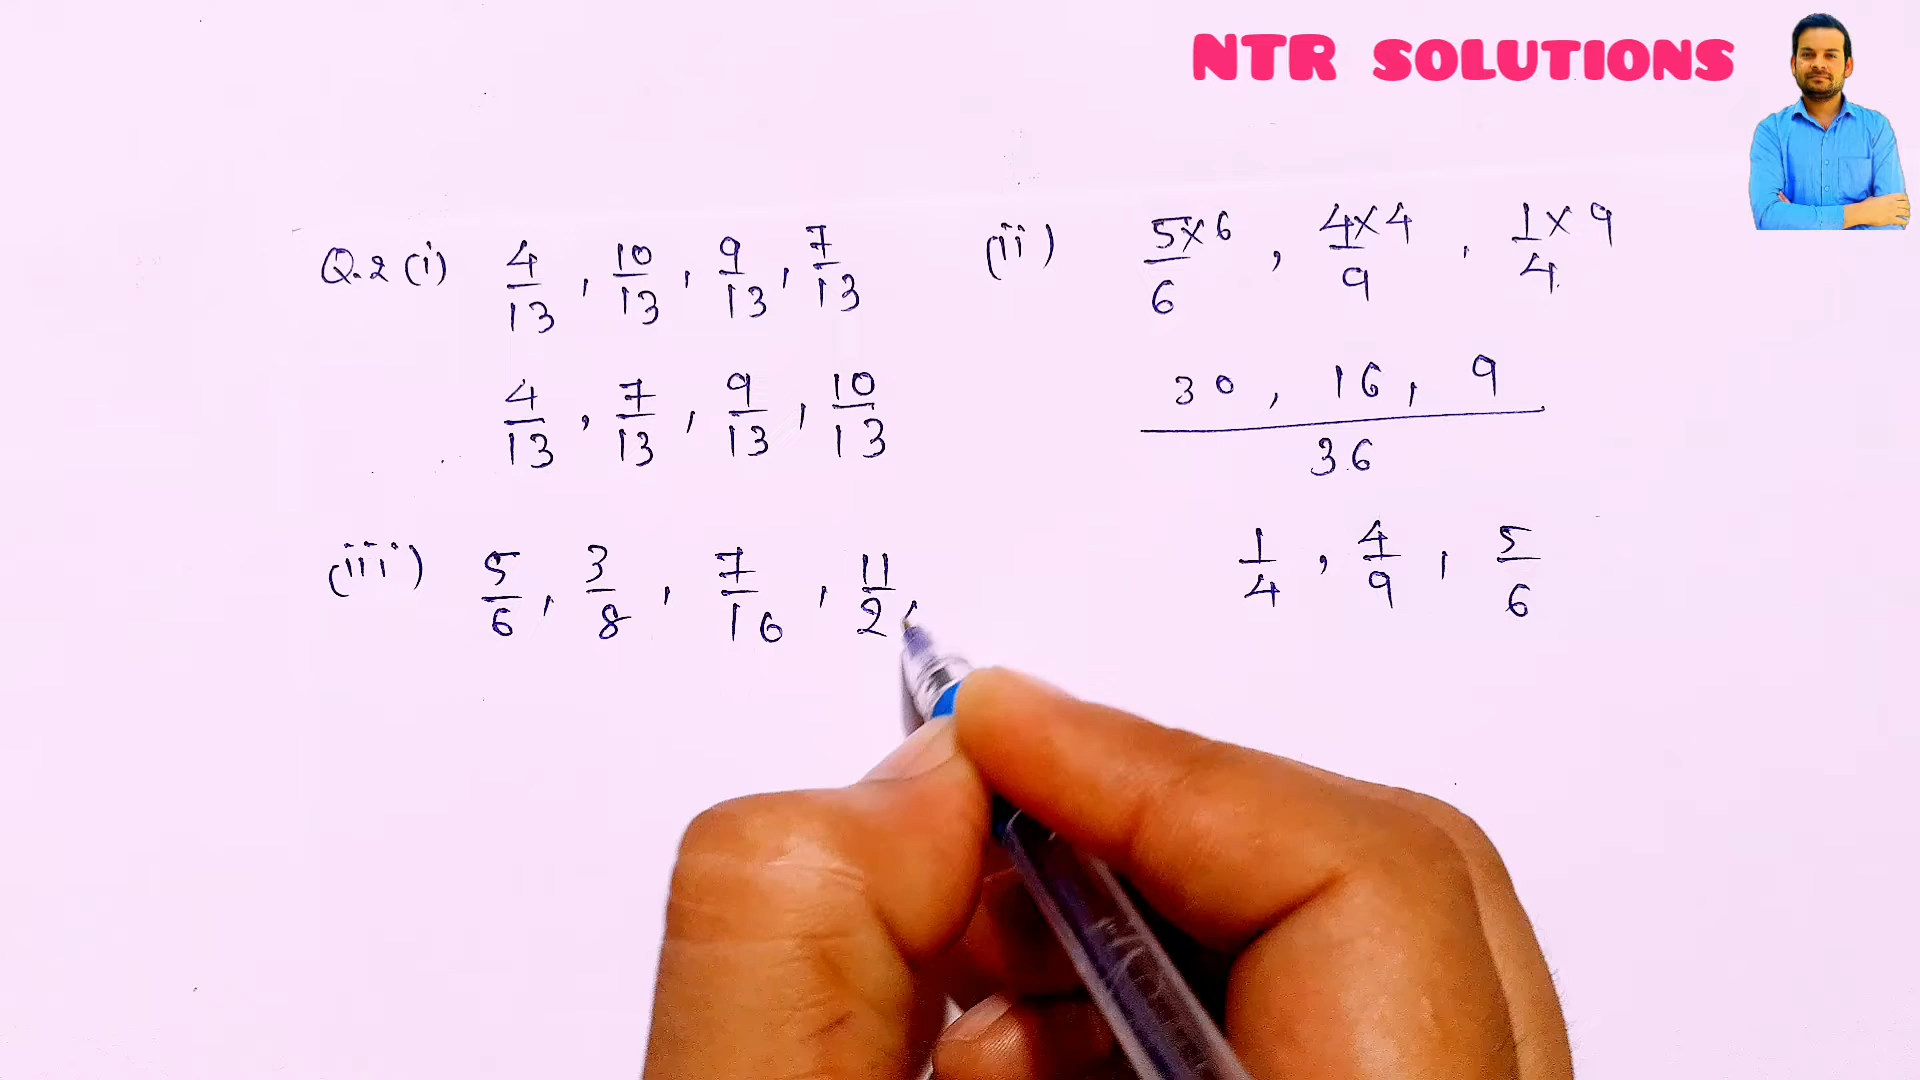 NTR SOLUTIONS
Q.2 (i) 4/13 , 10/13 , 9/13 , 7/13
4/13 , 7/13 , 9/13 , 10/13
(ii) 5×6/6 , 4×4/9 , 1×9/4
30 , 16 , 9
36
1/4 , 4/9 , 5/6
(iii) 5/6 , 3/8 , 7/16 , 11/2